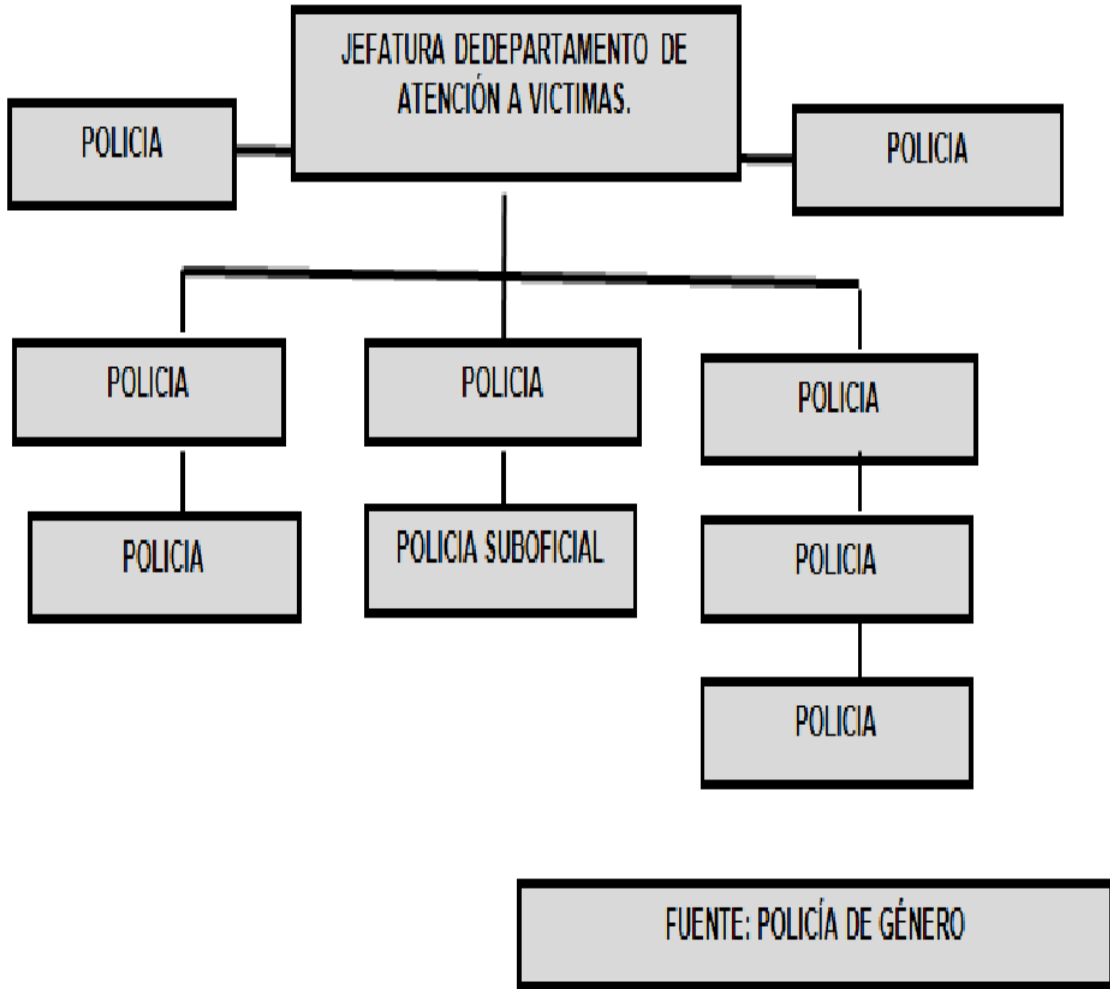 JEFATURA DEDEPARTAMENTO DE
ATENCIÓN A VICTIMAS.
POLICIA
POLICIA
POLICIA
POLICIA
POLICIA
POLICIA
POLICIA SUBOFICIAL
POLICIA
POLICIA
FUENTE: POLICÍA DE GÉNERO